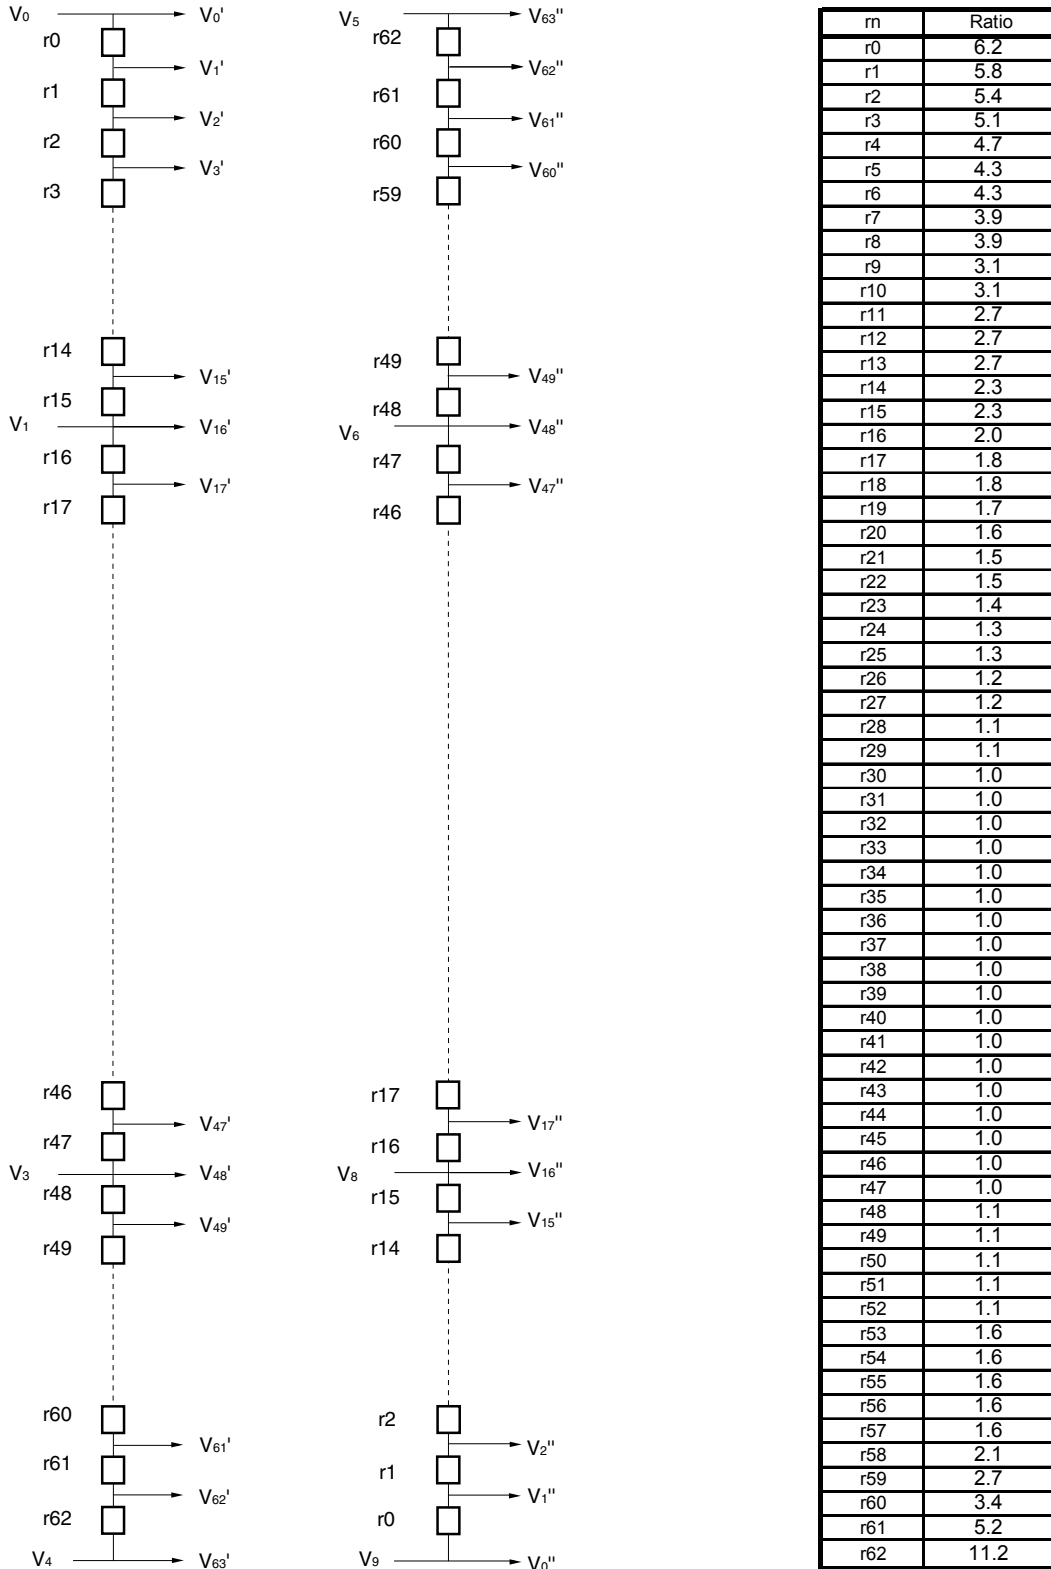 V0 V0'
r0
V1'
r1
V2'
r2
V3'
r3
r14
V15'
r15
V1 V16'
r16
V17'
r17
r46
V47'
r47
V3 V48'
r48
V49'
r49
r60
V61'
r61
V62'
r62
V4 V63'
V5 V63''
r62
V62''
r61
V61''
r60
V60''
r59
r49
V49''
r48
V6 V48''
r47
V47''
r46
r17
V17''
r16
V8 V16''
r15
V15''
r14
r2
V2''
r1
V1''
r0
V9 V0''
rn Ratio
r0 6.2
r1 5.8
r2 5.4
r3 5.1
r4 4.7
r5 4.3
r6 4.3
r7 3.9
r8 3.9
r9 3.1
r10 3.1
r11 2.7
r12 2.7
r13 2.7
r14 2.3
r15 2.3
r16 2.0
r17 1.8
r18 1.8
r19 1.7
r20 1.6
r21 1.5
r22 1.5
r23 1.4
r24 1.3
r25 1.3
r26 1.2
r27 1.2
r28 1.1
r29 1.1
r30 1.0
r31 1.0
r32 1.0
r33 1.0
r34 1.0
r35 1.0
r36 1.0
r37 1.0
r38 1.0
r39 1.0
r40 1.0
r41 1.0
r42 1.0
r43 1.0
r44 1.0
r45 1.0
r46 1.0
r47 1.0
r48 1.1
r49 1.1
r50 1.1
r51 1.1
r52 1.1
r53 1.6
r54 1.6
r55 1.6
r56 1.6
r57 1.6
r58 2.1
r59 2.7
r60 3.4
r61 5.2
r62 11.2